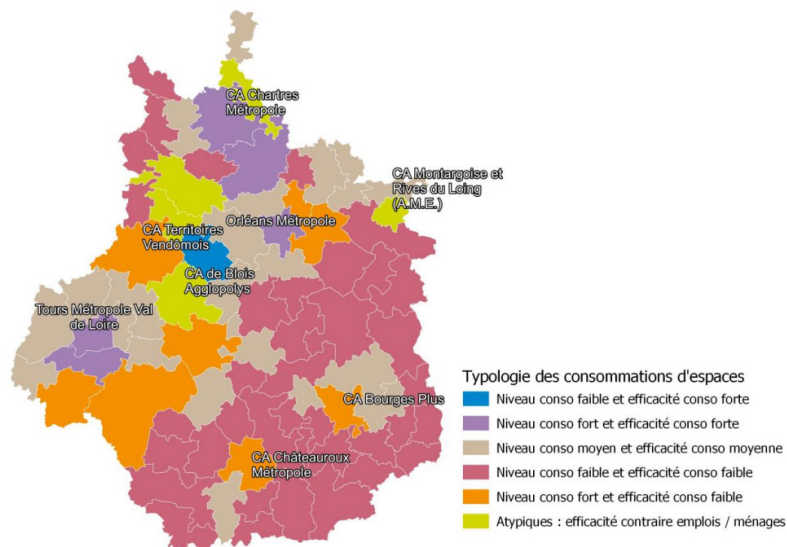 CA Chartres
Métropole
CA Montargoise et
Rives du Loing
(A.M.E.)
Orléans Métropole
CA Territoires
Vendômois
CA de Blois
Agglopolys
Tours Métropole Val
de Loire
CA Bourges Plus
CA Châteauroux
Métropole
Typologie des consommations d'espaces
Niveau conso faible et efficacité conso forte
Niveau conso fort et efficacité conso forte
Niveau conso moyen et efficacité conso moyenne
Niveau conso faible et efficacité conso faible
Niveau conso fort et efficacité conso faible
Atypiques : efficacité contraire emplois / ménages